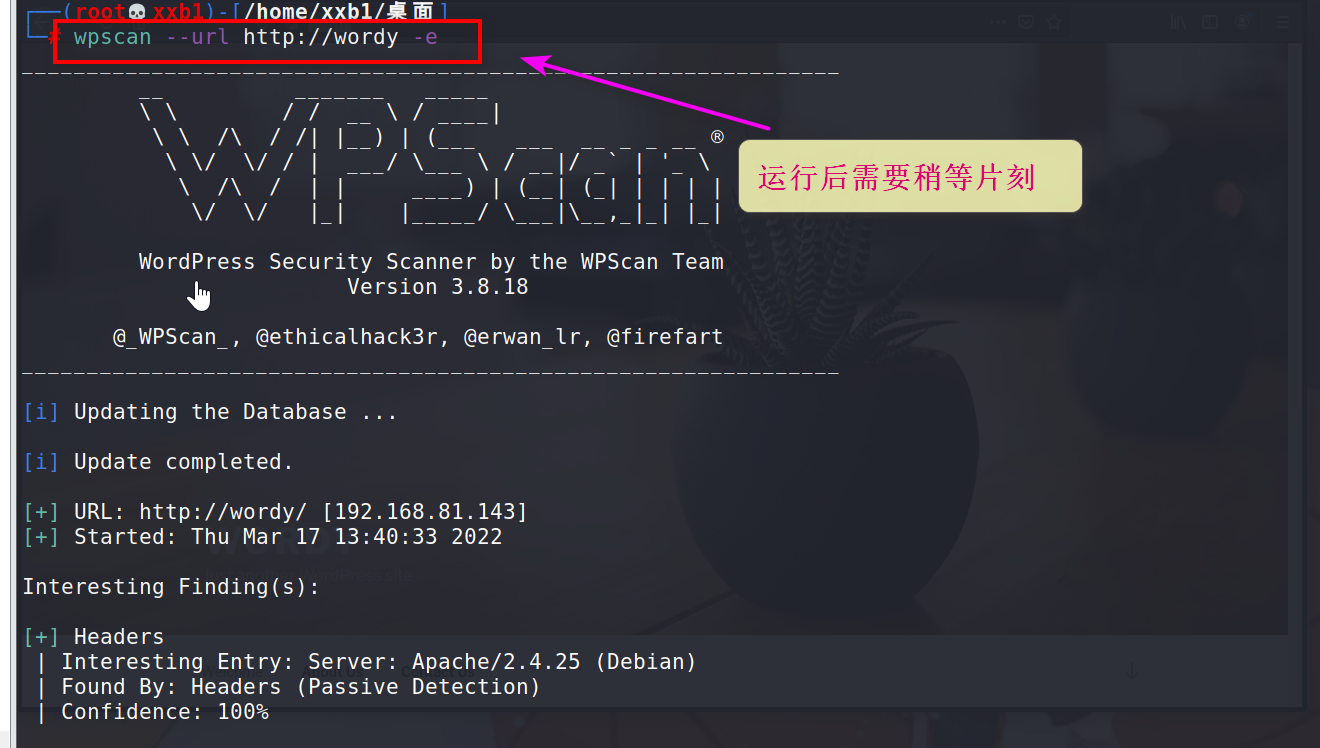 ┌──(root💀xxb1)-[/home/xxb1/桌面]
└─# wpscan --url http://wordy -e
_______________________________________________________________
         __          _______   _____
         \ \        / /  __ \ / ____|
          \ \  /\  / /| |__) | (___   ___  __ _ _ __ ®
           \ \/  \/ / |  ___/ \___ \ / __|/ _` | '_ \
            \  /\  /  | |     ____) | (__| (_| | | | |
             \/  \/   |_|    |_____/ \___|\__,_|_| |_|
运行后需要稍等片刻
WordPress Security Scanner by the WPScan Team
Version 3.8.18
@_WPScan_, @ethicalhack3r, @erwan_lr, @firefart
_______________________________________________________________
[i] Updating the Database ...
[i] Update completed.
[+] URL: http://wordy/ [192.168.81.143]
[+] Started: Thu Mar 17 13:40:33 2022
WORDY
Interesting Finding(s):
[+] Headers
| Interesting Entry: Server: Apache/2.4.25 (Debian)
| Found By: Headers (Passive Detection)
| Confidence: 100%